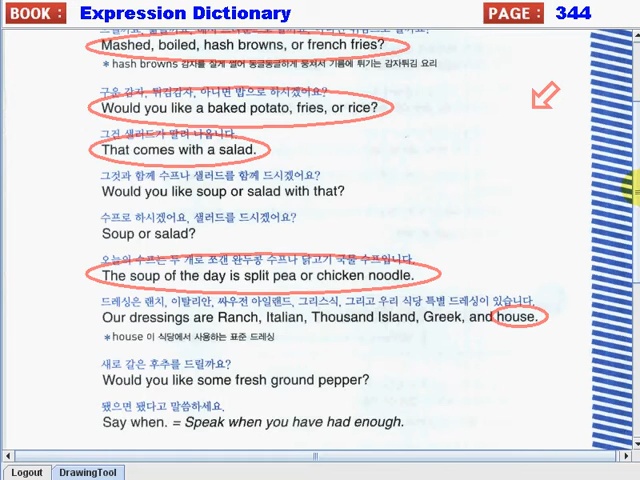 BOOK : Expression Dictionary PAGE : 344
Mashed, boiled, hash browns, or french fries?
* hash browns 감자를 잘게 썰어 동글동글하게 뭉쳐서 기름에 튀기는 감자튀김 요리
구운 감자, 튀김감자, 아니면 밥으로 하시겠어요?
Would you like a baked potato, fries, or rice?
그건 샐러드가 딸려 나옵니다.
That comes with a salad.
그것과 함께 수프나 샐러드를 함께 드시겠어요?
Would you like soup or salad with that?
수프로 하시겠어요, 샐러드를 드시겠어요?
Soup or salad?
오늘의 수프는 두 개로 쪼갠 완두콩 수프나 닭고기 국물 수프입니다.
The soup of the day is split pea or chicken noodle.
드레싱은 랜치, 이탈리안, 싸우전 아일랜드, 그리스식, 그리고 우리 식당 특별 드레싱이 있습니다.
Our dressings are Ranch, Italian, Thousand Island, Greek, and house.
* house 이 식당에서 사용하는 표준 드레싱
새로 갈은 후추를 드릴까요?
Would you like some fresh ground pepper?
됐으면 됐다고 말씀하세요.
Say when. = Speak when you have had enough.
Logout DrawingTool